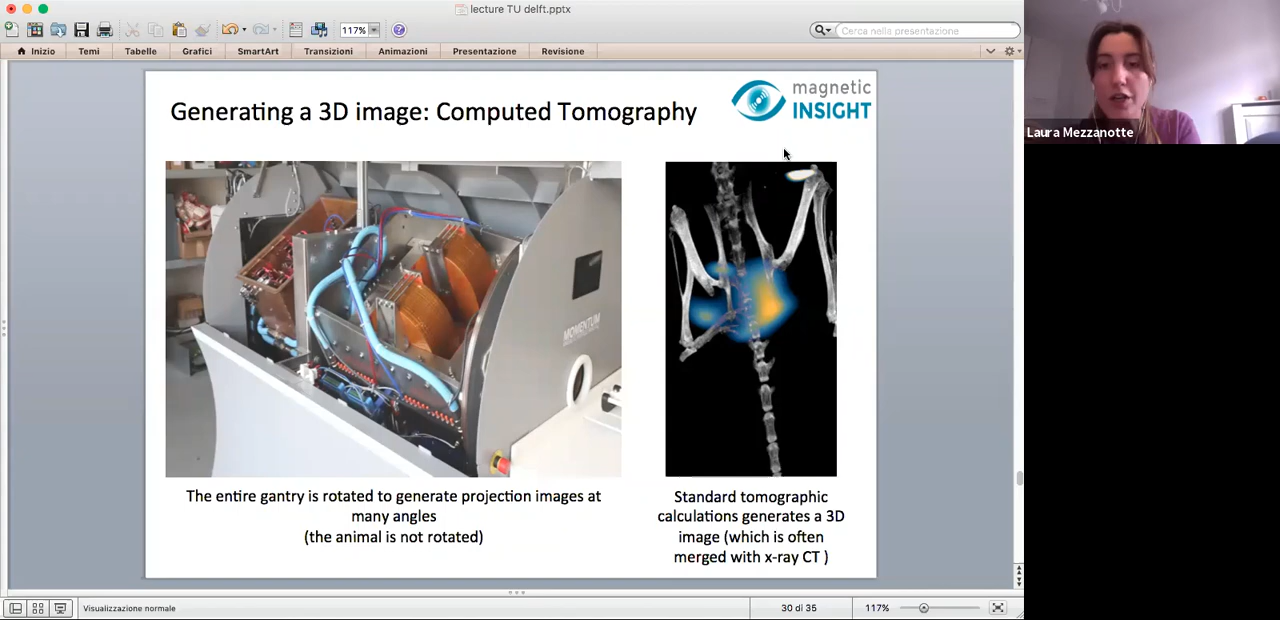 lecture TU delft.pptx
117%
Cerca nella presentazione
Inizio
Temi
Tabelle
Grafici
SmartArt
Transizioni
Animazioni
Presentazione
Revisione
Generating a 3D image: Computed Tomography
magnetic
INSIGHT
MOMENTUM
The entire gantry is rotated to generate projection images at
many angles
(the animal is not rotated)
Standard tomographic
calculations generates a 3D
image (which is often
merged with x-ray CT )
Laura Mezzanotte
Visualizzazione normale
30 di 35
117%